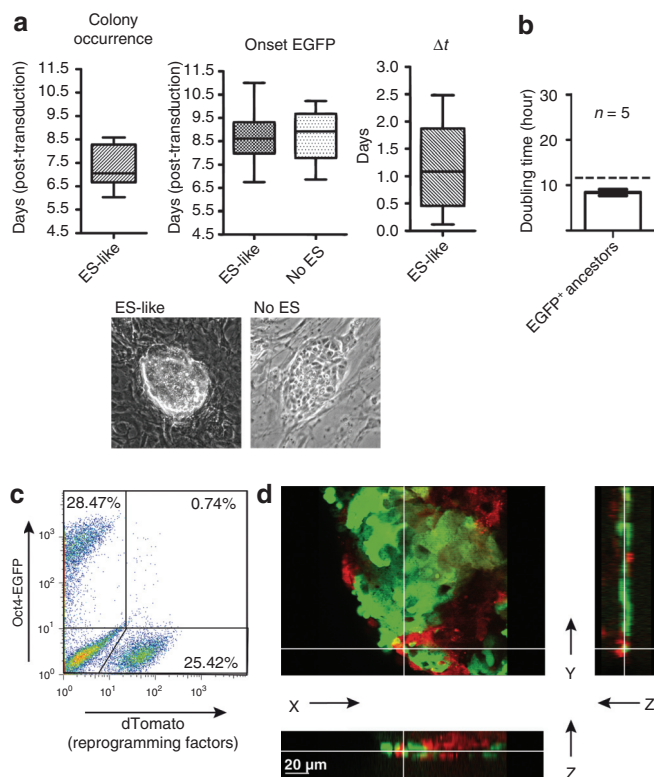 a
Colony
occurrence
Days (post-transduction)
11.5
10.5
9.5
8.5
7.5
6.5
5.5
4.5
ES-like
Onset EGFP
Days (post-transduction)
11.5
10.5
9.5
8.5
7.5
6.5
5.5
4.5
ES-like
No ES
Δt
Days
3.0
2.5
2.0
1.5
1.0
0.5
0.0
ES-like
b
Doubling time (hour)
30
20
10
0
n = 5
EGFP⁺ ancestors
ES-like
No ES
c
28.47%
0.74%
25.42%
Oct4-EGFP
10³
10²
10¹
10⁰
10⁰
10¹
10²
10³
dTomato
(reprogramming factors)
d
X
Y
Z
Z
20 µm